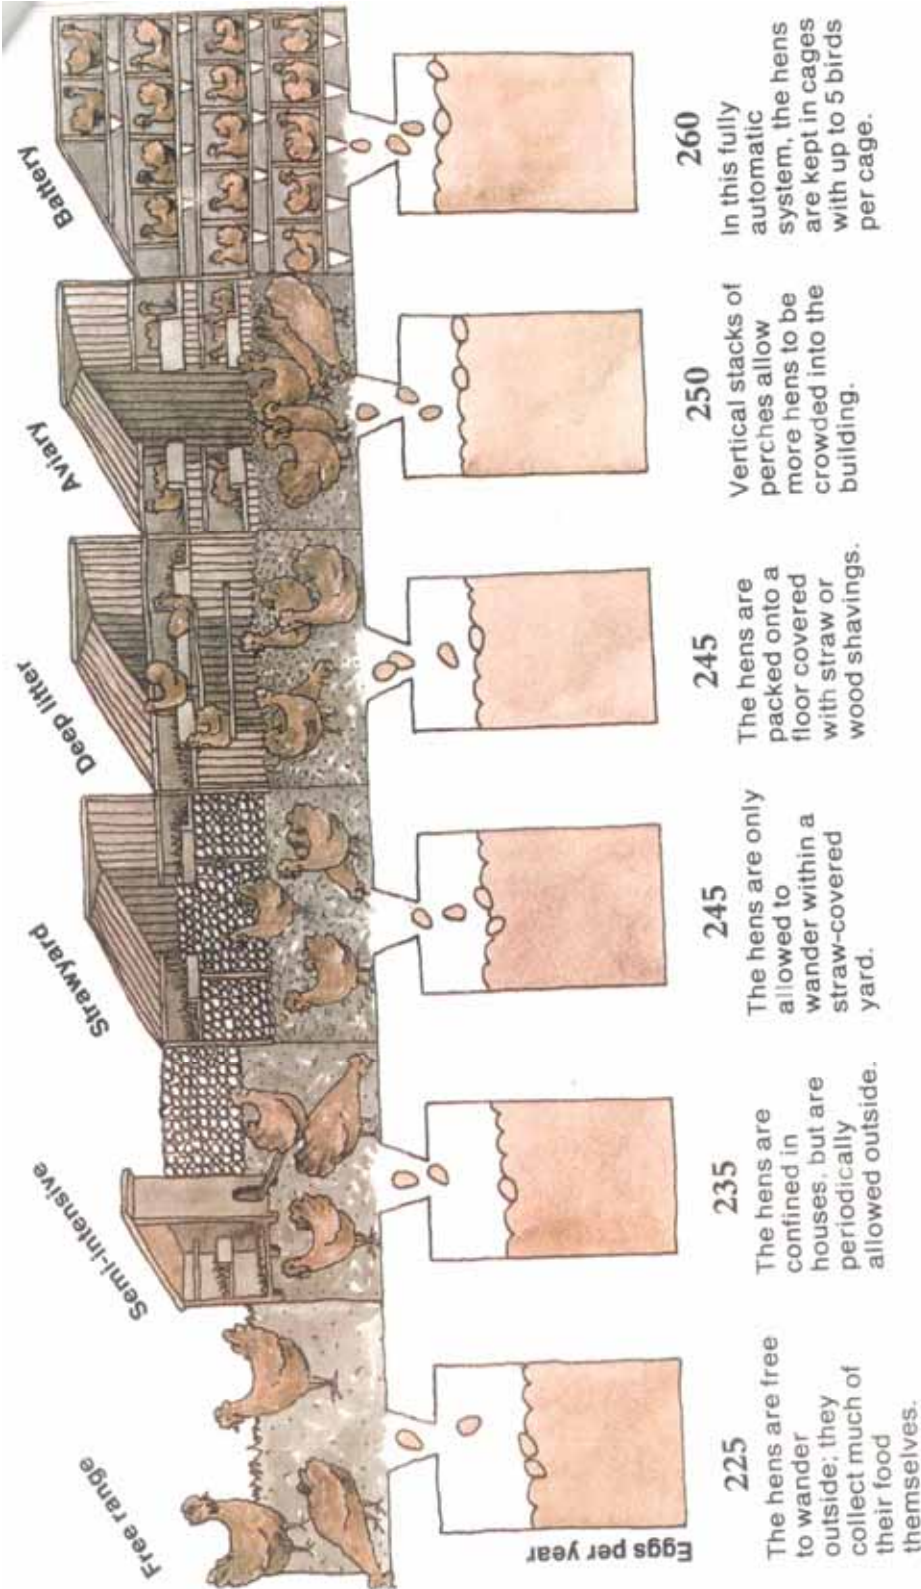 Free range
Semi-intensive
Strawyard
Deep litter
Aviary
Battery
Eggs per year
225
The hens are free
to wander
outside; they
collect much of
their food
themselves.
235
The hens are
confined in
houses, but are
periodically
allowed outside.
245
The hens are only
allowed to
wander within a
straw-covered
yard.
245
The hens are
packed onto a
floor covered
with straw or
wood shavings.
250
Vertical stacks of
perches allow
more hens to be
crowded into the
building.
260
In this fully
automatic
system, the hens
are kept in cages
with up to 5 birds
per cage.